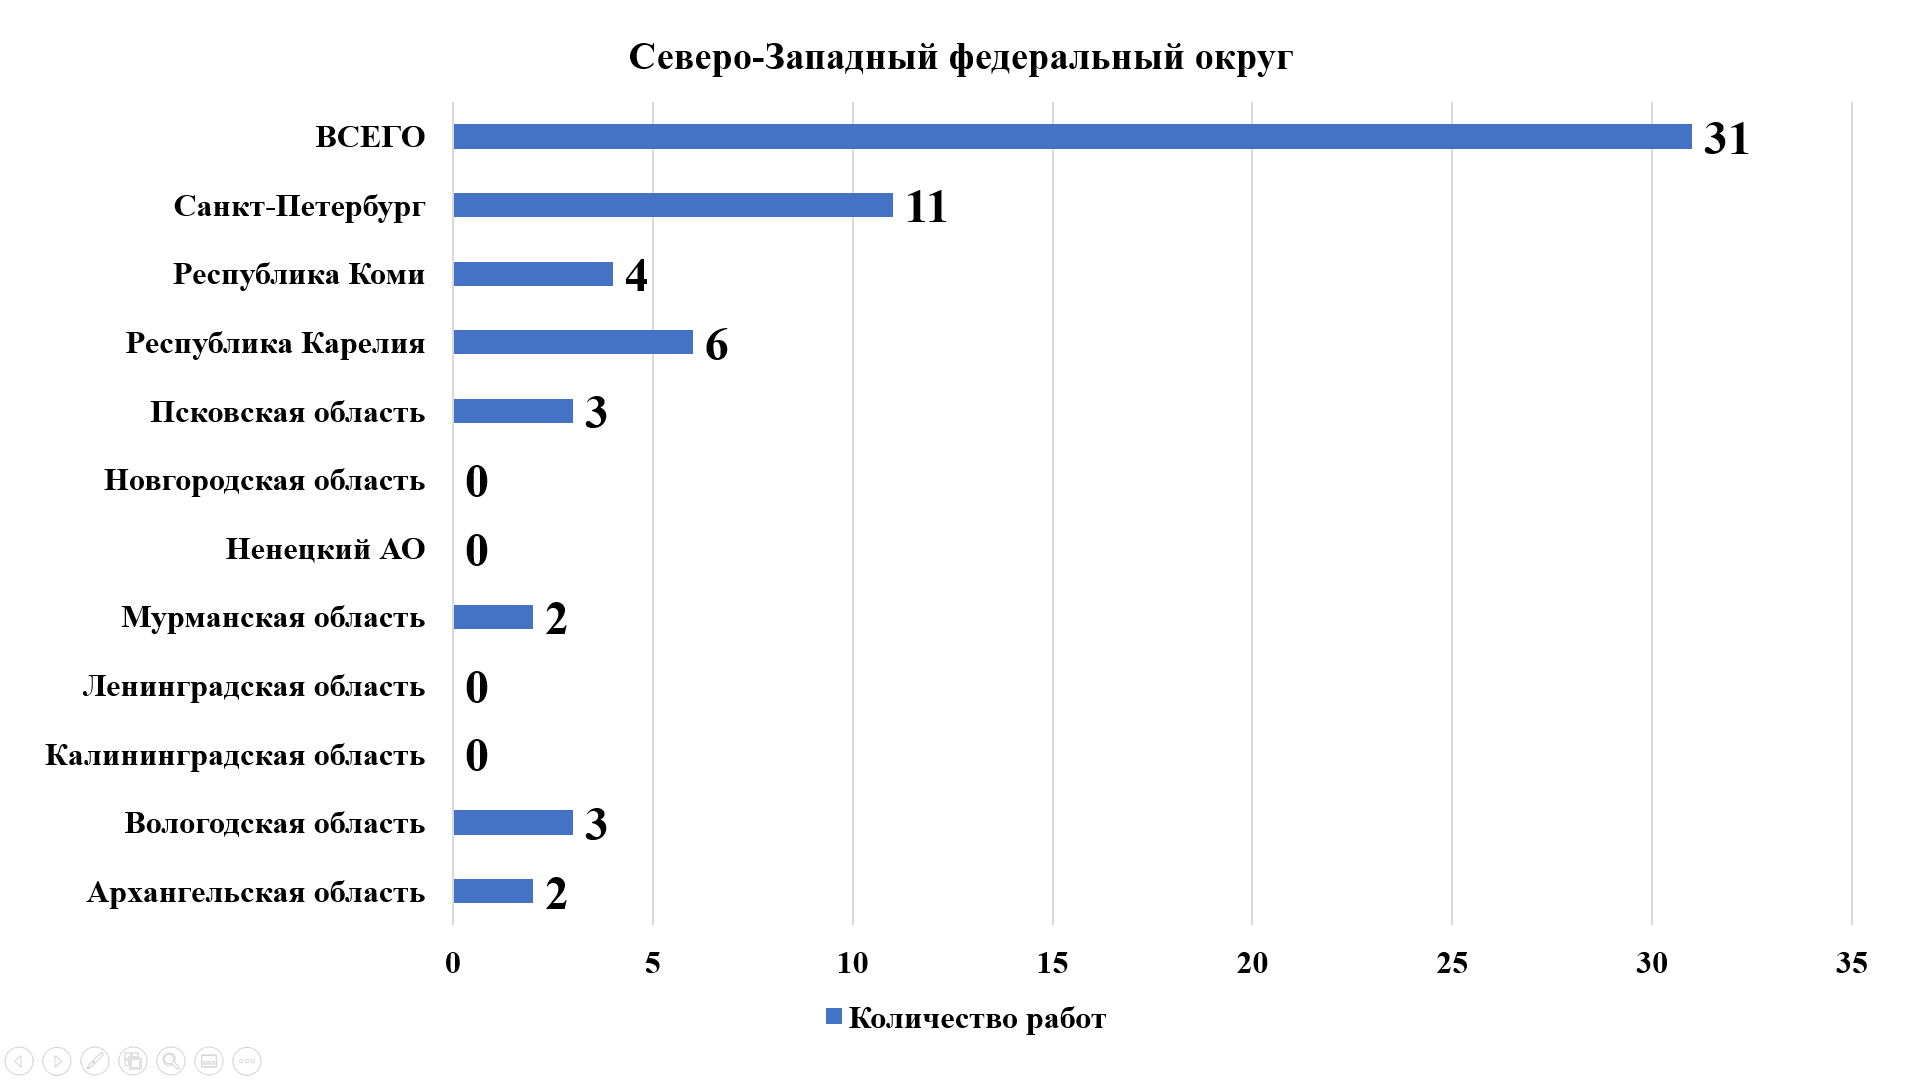 Северо-Западный федеральный округ
ВСЕГО 31
Санкт-Петербург 11
Республика Коми 4
Республика Карелия 6
Псковская область 3
Новгородская область 0
Ненецкий АО 0
Мурманская область 2
Ленинградская область 0
Калининградская область 0
Вологодская область 3
Архангельская область 2
0 5 10 15 20 25 30 35
Количество работ